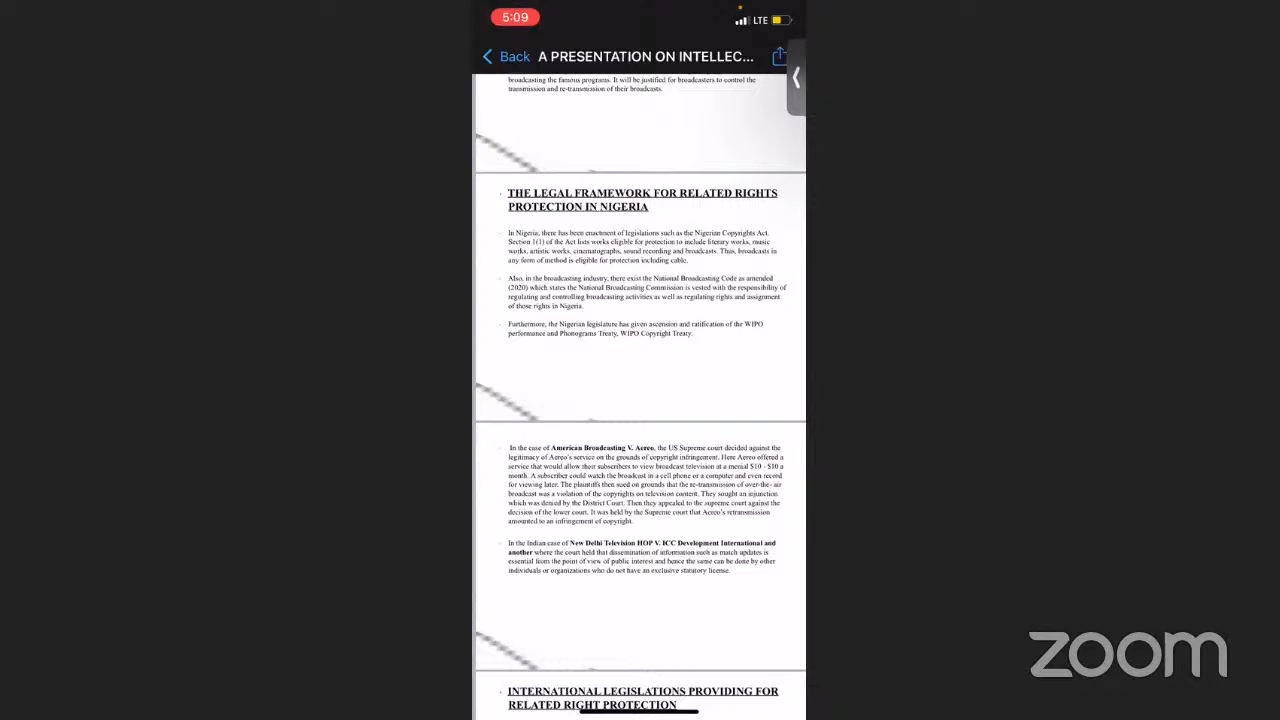 5:09
LTE
Back A PRESENTATION ON INTELLEC...
broadcasting the famous programs. It will be justified for broadcasters to control the
transmission and re-transmission of their broadcasts.
THE LEGAL FRAMEWORK FOR RELATED RIGHTS
PROTECTION IN NIGERIA
In Nigeria, there has been enactment of legislations such as the Nigerian Copyrights Act.
Section 1(1) of the Act lists works eligible for protection to include literary works, music
works, artistic works, cinematographs, sound recording and broadcasts. Thus, broadcasts in
any form of method is eligible for protection including cable.
Also, in the broadcasting industry, there exist the National Broadcasting Code as amended
(2020) which states the National Broadcasting Commission is vested with the responsibility of
regulating and controlling broadcasting activities as well as regulating rights and assignment
of those rights in Nigeria.
Furthermore, the Nigerian legislature has given ascension and ratification of the WIPO
performance and Phonograms Treaty, WIPO Copyright Treaty.
In the case of American Broadcasting V. Aereo, the US Supreme court decided against the
legitimacy of Aereo's service on the grounds of copyright infringement. Here Aereo offered a
service that would allow their subscribers to view broadcast television at a menial $10 - $10 a
month. A subscriber could watch the broadcast in a cell phone or a computer and even record
for viewing later. The plaintiffs then sued on grounds that the re-transmission of over-the- air
broadcast was a violation of the copyrights on television content. They sought an injunction
which was denied by the District Court. Then they appealed to the supreme court against the
decision of the lower court. It was held by the Supreme court that Aereo's retransmission
amounted to an infringement of copyright.
In the Indian case of New Delhi Television HOP V. ICC Development International and
another where the court held that dissemination of information such as match updates is
essential from the point of view of public interest and hence the same can be done by other
individuals or organizations who do not have an exclusive statutory license.
INTERNATIONAL LEGISLATIONS PROVIDING FOR
RELATED RIGHT PROTECTION
zoom